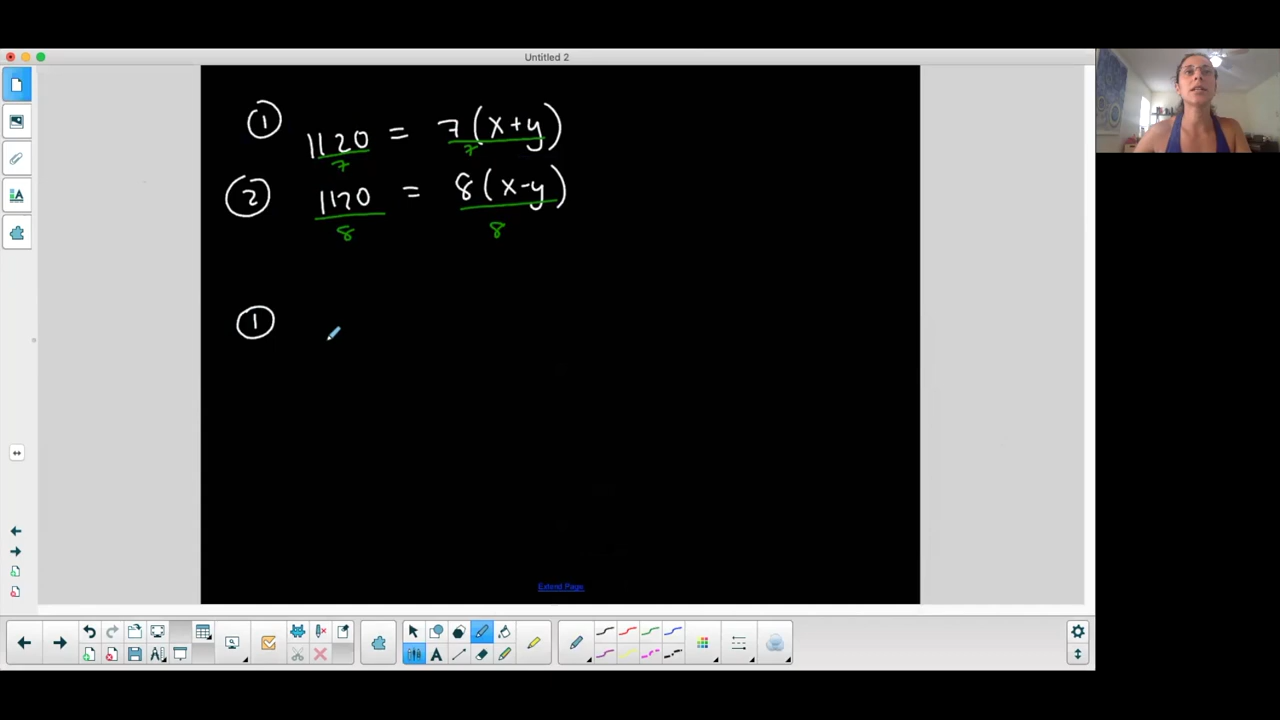 Untitled 2
① 1120 = 7(x+y)
7 7
② 1120 = 8(x-y)
8 8
①
Extend Page